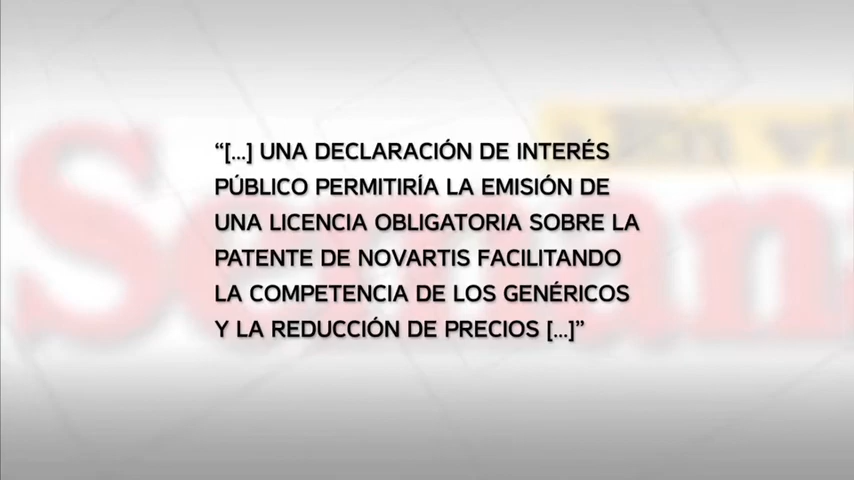 “[...] UNA DECLARACIÓN DE INTERÉS
PÚBLICO PERMITIRÍA LA EMISIÓN DE
UNA LICENCIA OBLIGATORIA SOBRE LA
PATENTE DE NOVARTIS FACILITANDO
LA COMPETENCIA DE LOS GENÉRICOS
Y LA REDUCCIÓN DE PRECIOS [...]”
Semana